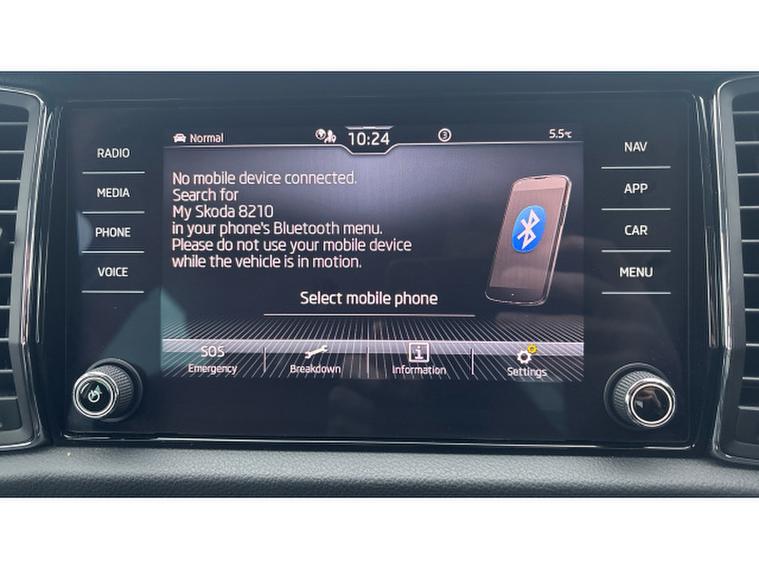 Normal
10:24
3
5.5°C
RADIO
MEDIA
PHONE
VOICE
No mobile device connected.
Search for
My Skoda 8210
in your phone's Bluetooth menu.
Please do not use your mobile device
while the vehicle is in motion.
Select mobile phone
SOS
Emergency
Breakdown
i
Information
Settings
NAV
APP
CAR
MENU